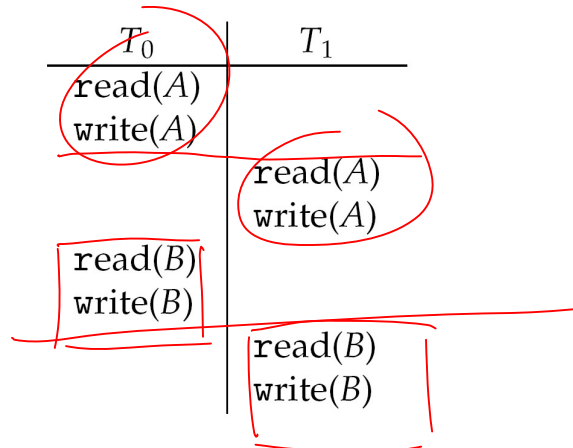 T₀ T₁
read(A)
write(A)
read(A)
write(A)
read(B)
write(B)
read(B)
write(B)